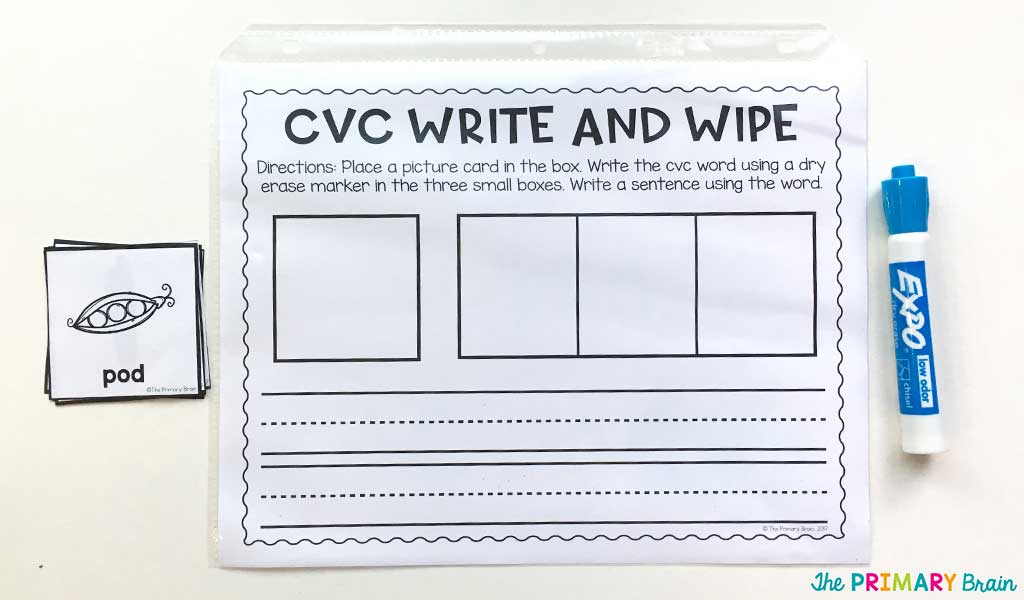 CVC WRITE AND WIPE
Directions: Place a picture card in the box. Write the cvc word using a dry
erase marker in the three small boxes. Write a sentence using the word.
pod
©The Primary Brain
EXPO
®
low odor
chisel
© The Primary Brain, 2017
The PRIMARY Brain